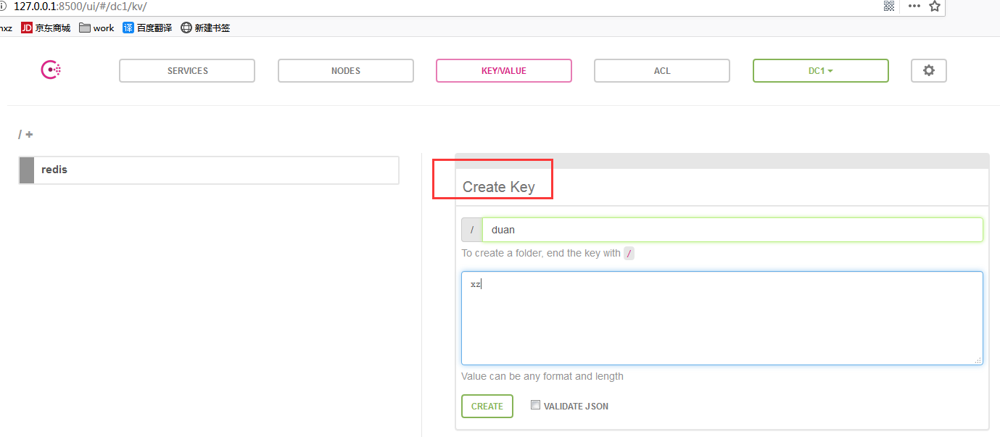 127.0.0.1:8500/ui/#/dc1/kv/
nxz JD 京东商城 work 译 百度翻译 新建书签
SERVICES NODES KEY/VALUE ACL DC1
/ +
redis
Create Key
/ duan
To create a folder, end the key with /
xz
Value can be any format and length
CREATE VALIDATE JSON